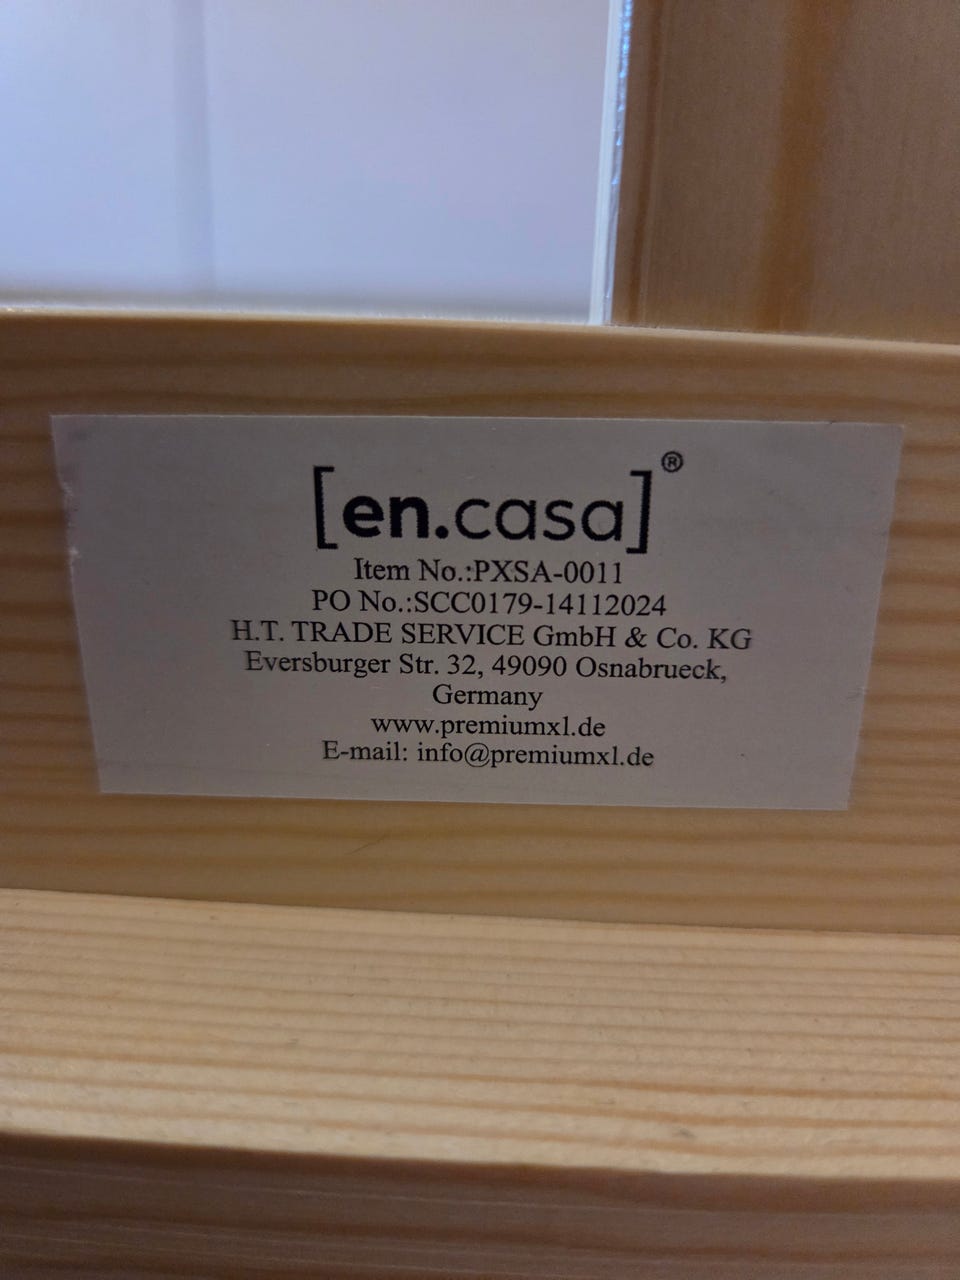 [en.casa]®
Item No.:PXSA-0011
PO No.:SCC0179-14112024
H.T. TRADE SERVICE GmbH & Co. KG
Eversburger Str. 32, 49090 Osnabrueck,
Germany
www.premiumxl.de
E-mail: info@premiumxl.de